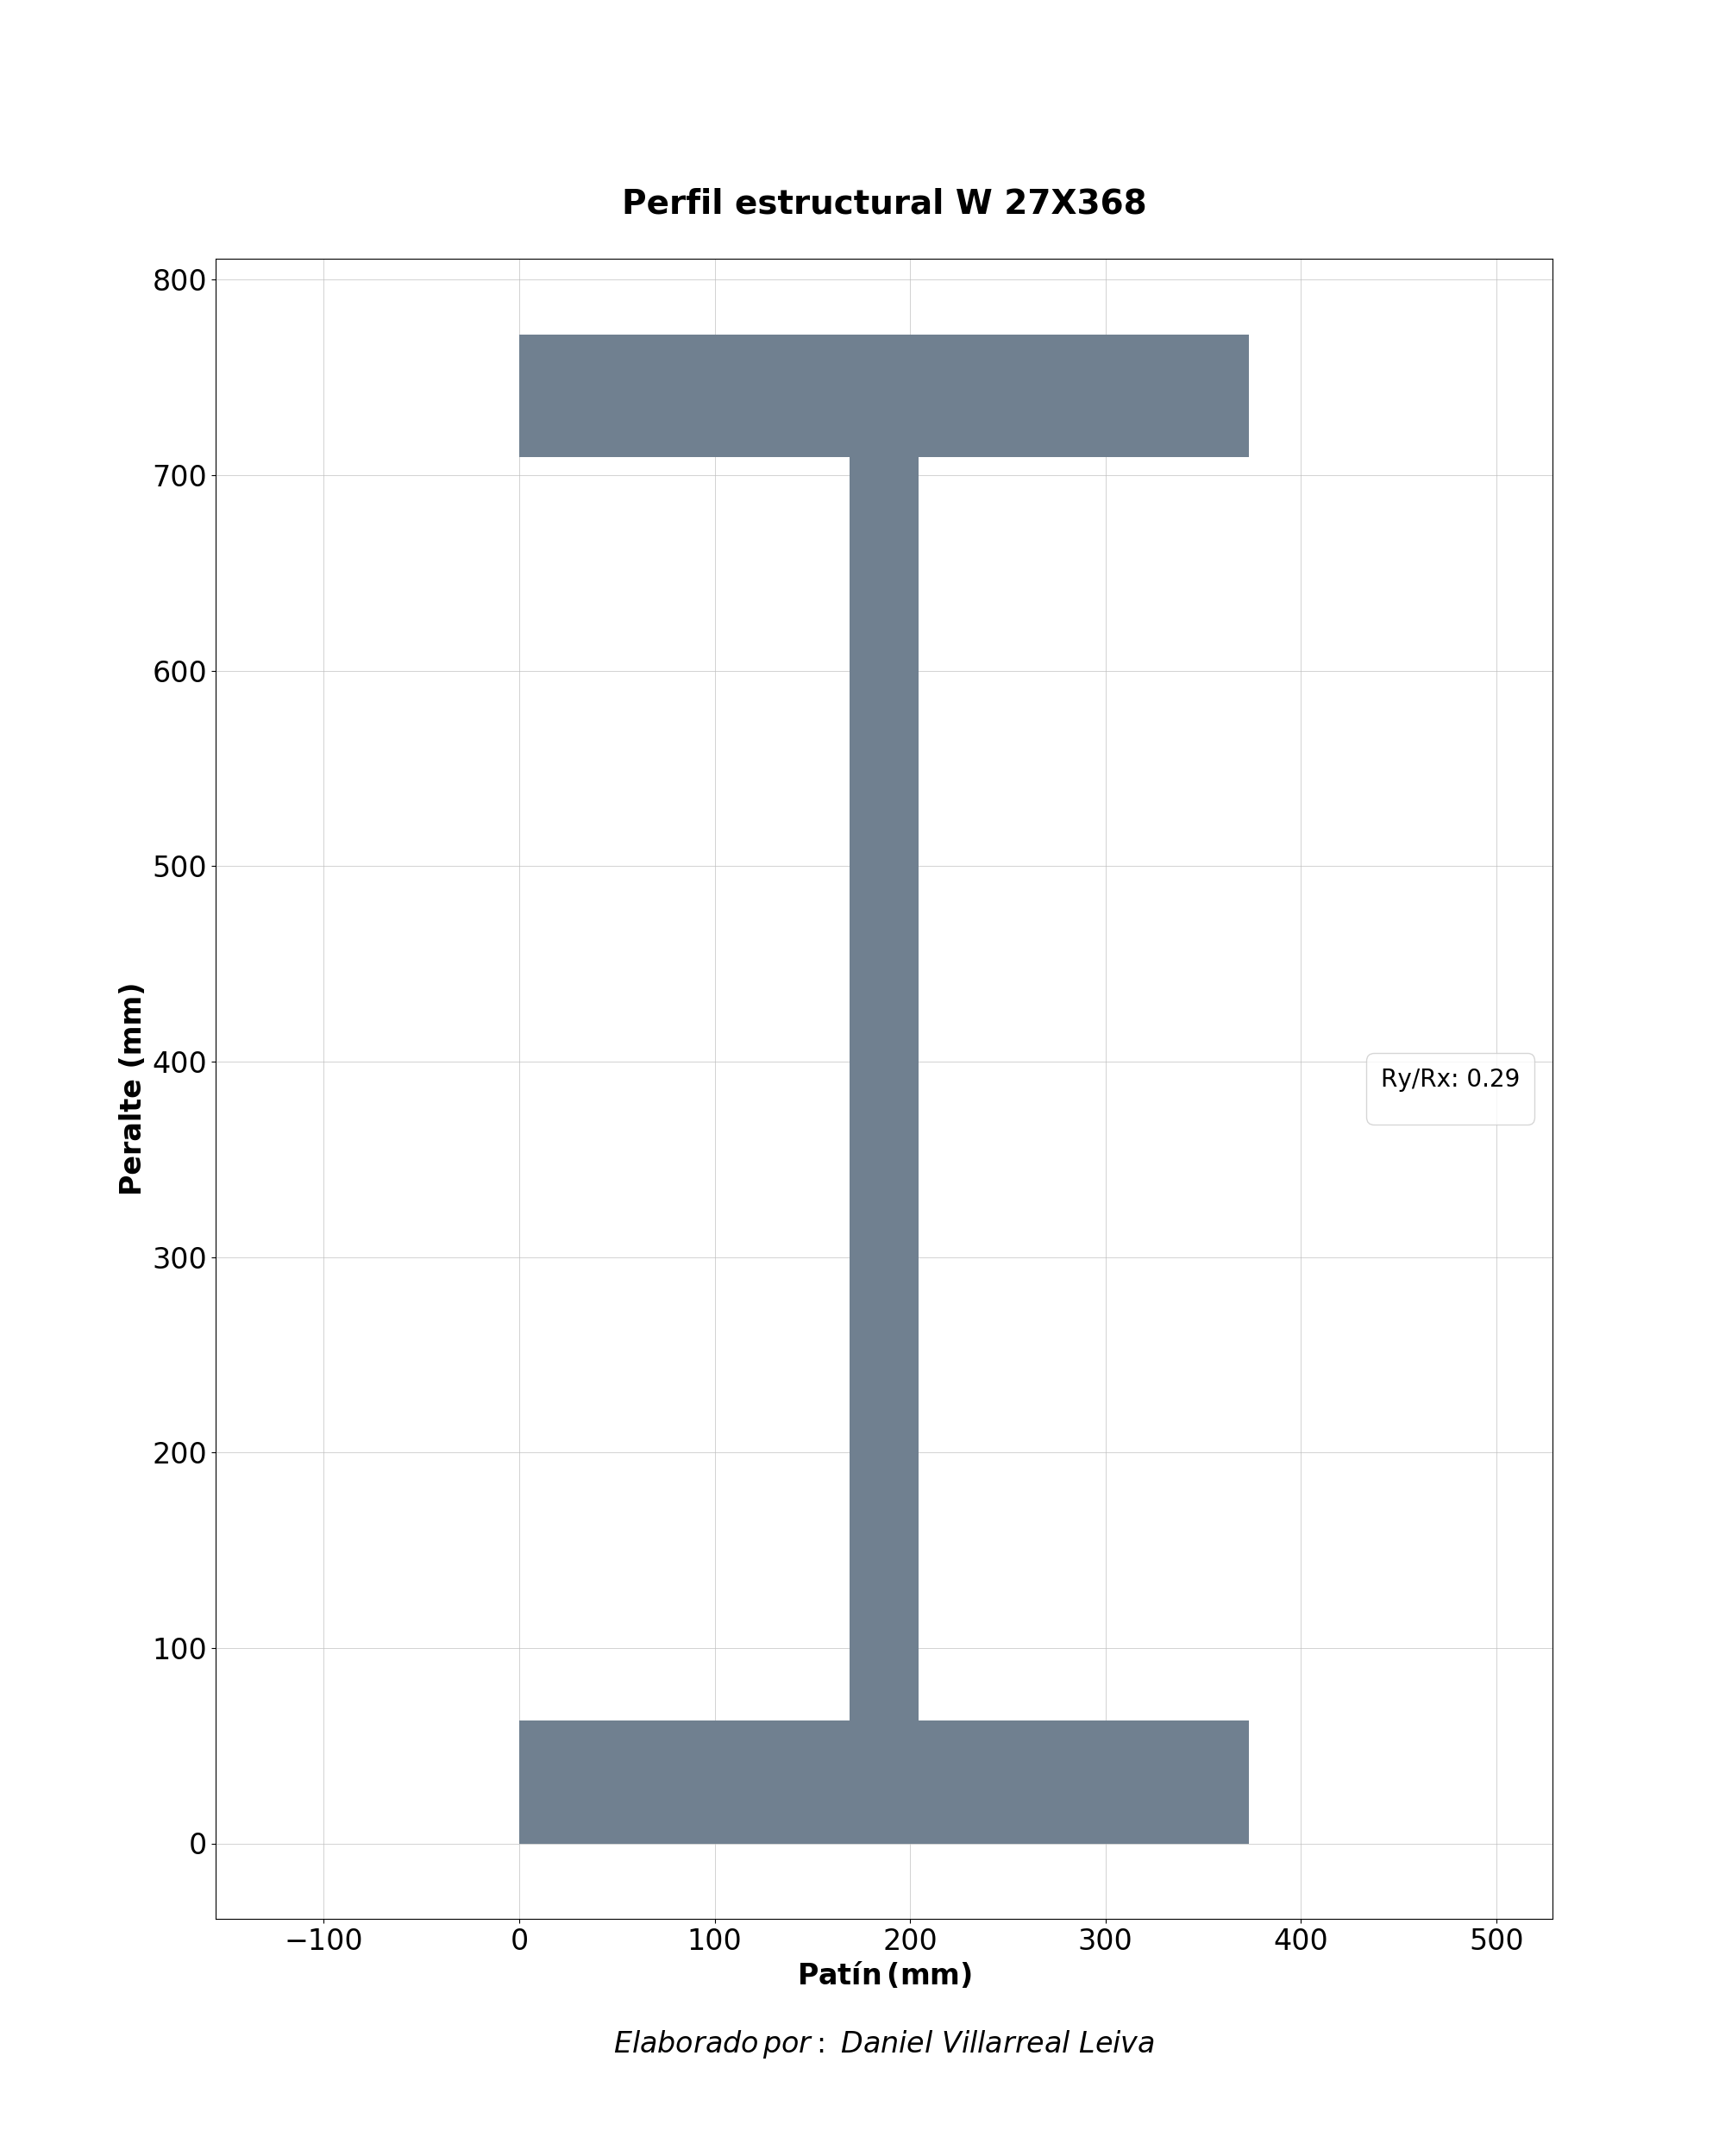 Perfil estructural W 27X368
800
700
600
500
400
300
200
100
0
Peralte (mm)
Ry/Rx: 0.29
−100 0 100 200 300 400 500
Patín (mm)
Elaborado por: Daniel Villarreal Leiva